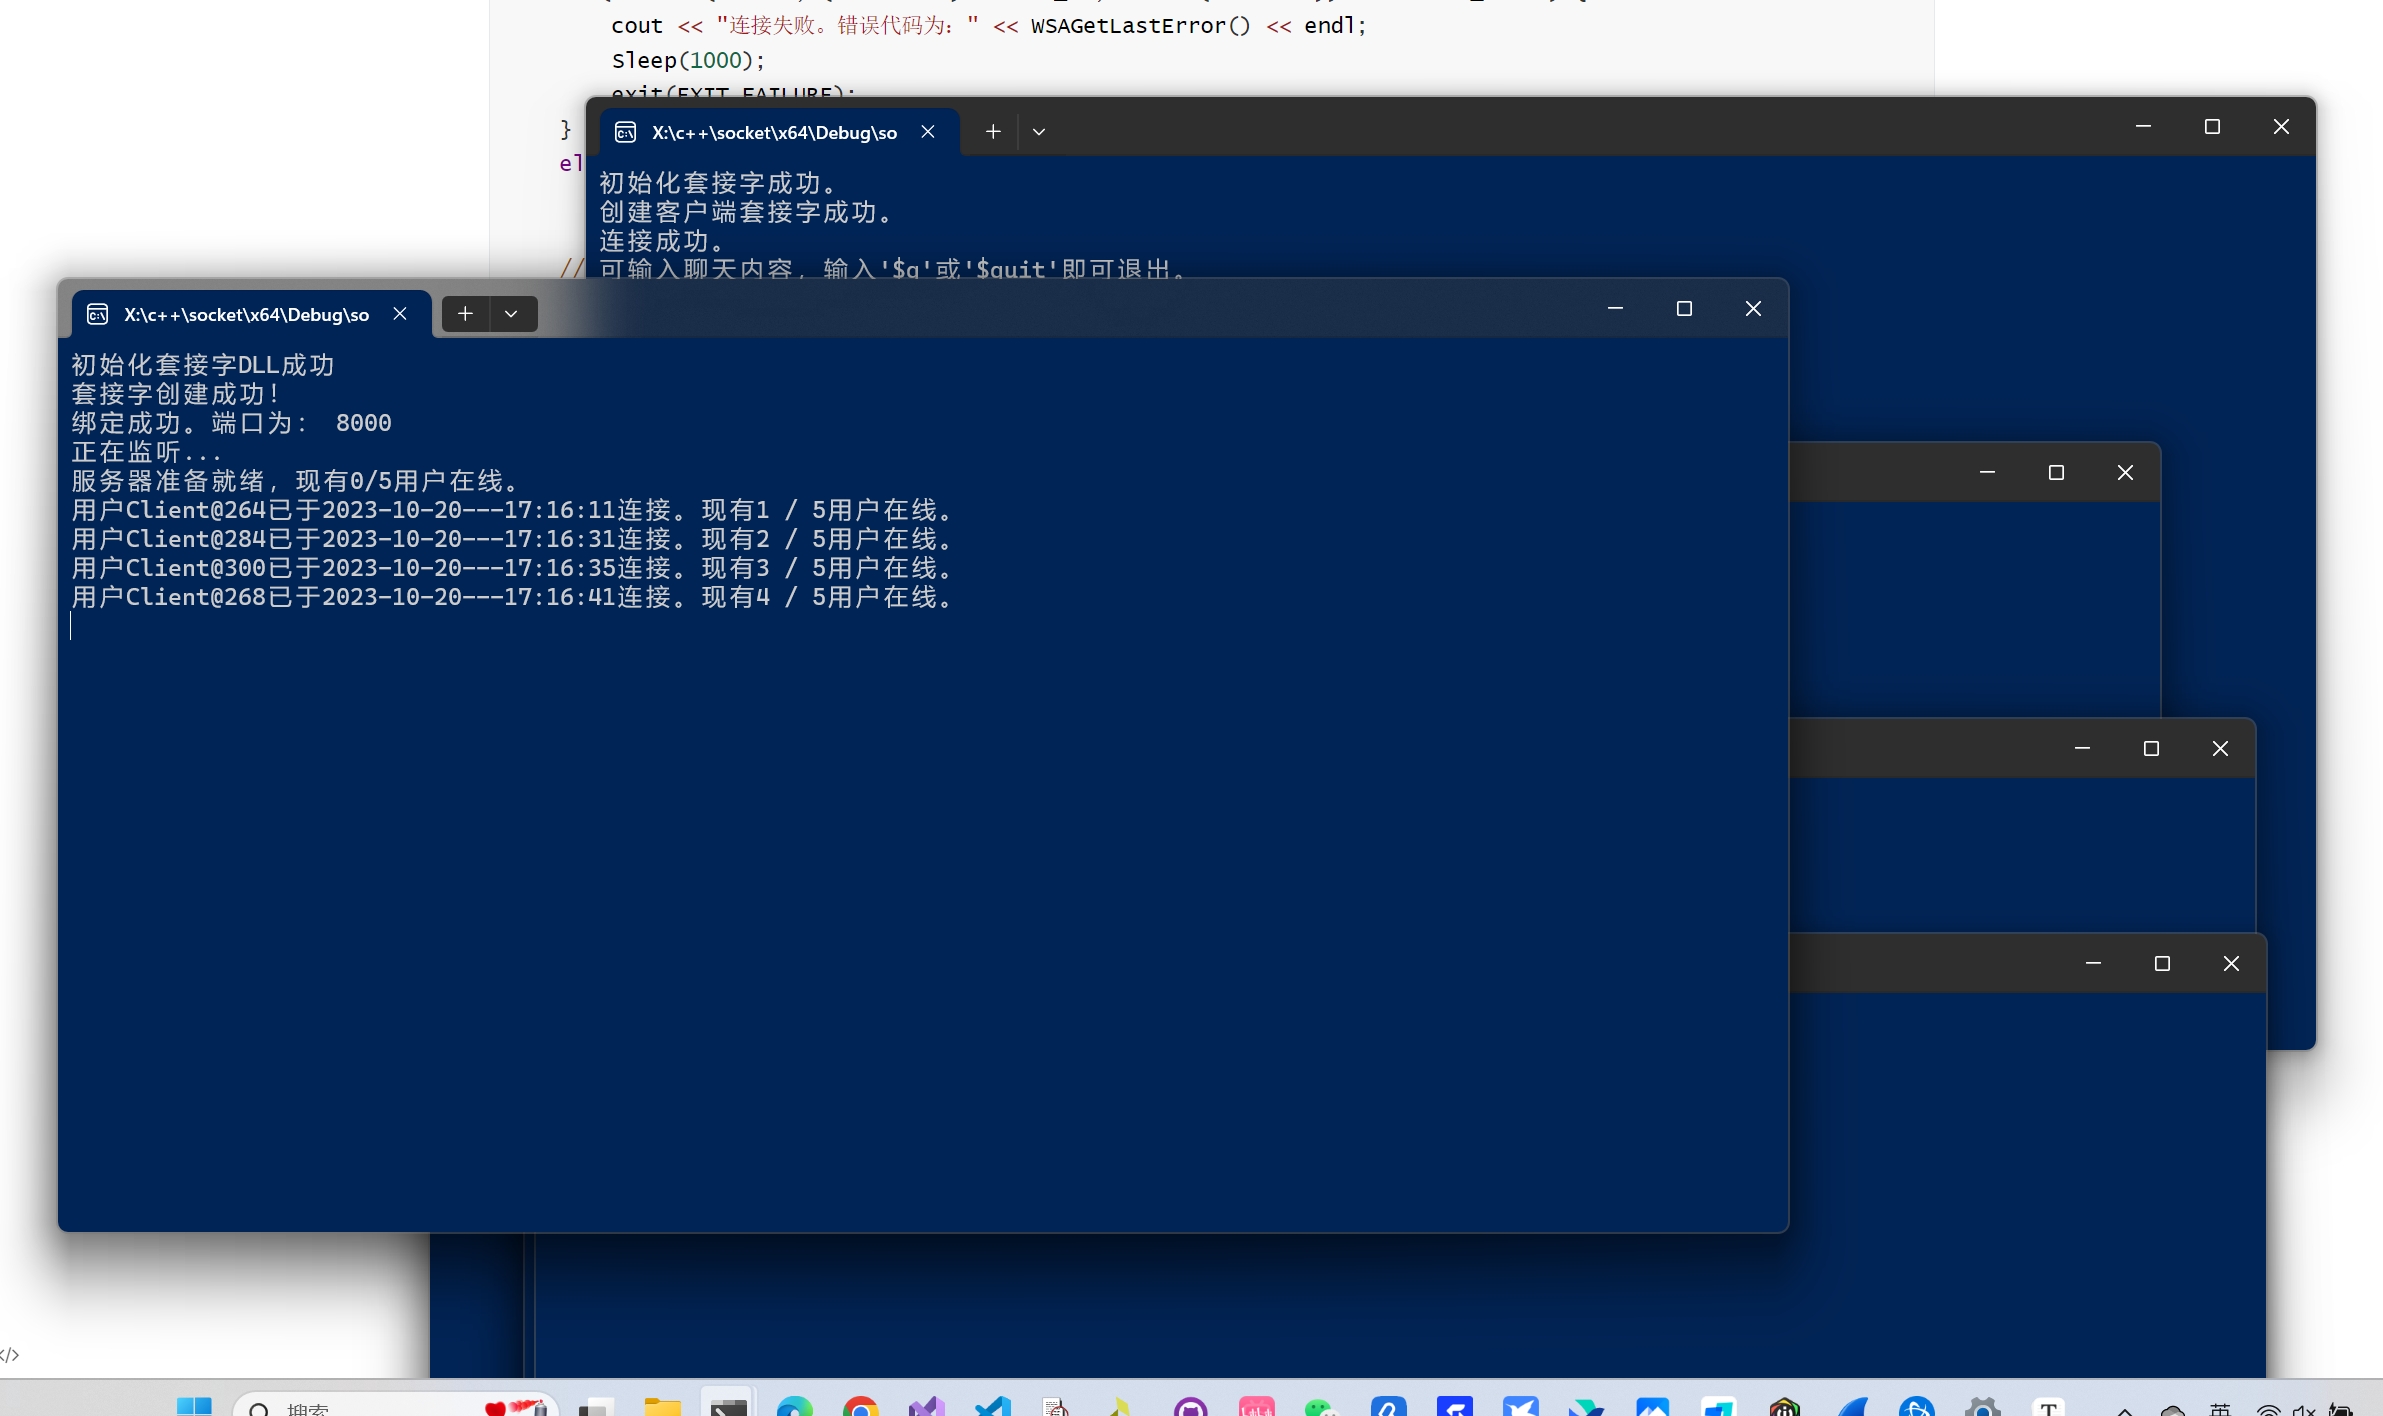 cout << "连接失败。错误代码为：" << WSAGetLastError() << endl;
Sleep(1000);
exit(EXIT_FAILURE);
}
el
//
X:\c++\socket\x64\Debug\so
初始化套接字成功。
创建客户端套接字成功。
连接成功。
可输入聊天内容，输入'$q'或'$quit'即可退出。
X:\c++\socket\x64\Debug\so
初始化套接字DLL成功
套接字创建成功！
绑定成功。端口为： 8000
正在监听...
服务器准备就绪，现有0/5用户在线。
用户Client@264已于2023-10-20---17:16:11连接。现有1 / 5用户在线。
用户Client@284已于2023-10-20---17:16:31连接。现有2 / 5用户在线。
用户Client@300已于2023-10-20---17:16:35连接。现有3 / 5用户在线。
用户Client@268已于2023-10-20---17:16:41连接。现有4 / 5用户在线。
</>
搜索
英